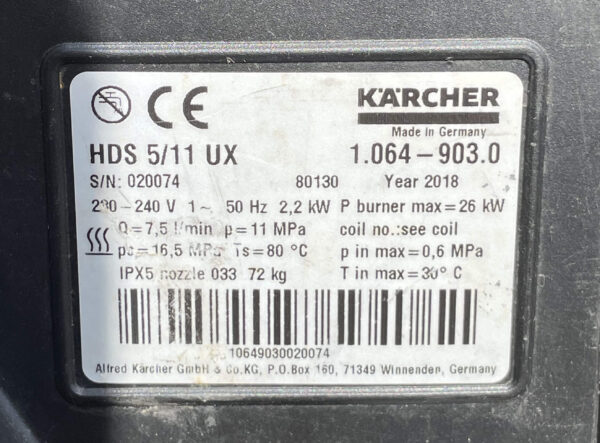 CE KÄRCHER
Made in Germany
HDS 5/11 UX 1.064-903.0
S/N: 020074 80130 Year 2018
230-240 V 1~ 50 Hz 2,2 kW P burner max=26 kW
Q=7,5 l/min p=11 MPa coil no.:see coil
ps=16,5 MPa Ts=80 °C p in max=0,6 MPa
IPX5 nozzle 033 72 kg T in max=30° C
10649030020074
Alfred Kärcher GmbH & Co.KG, P.O.Box 160, 71349 Winnenden, Germany